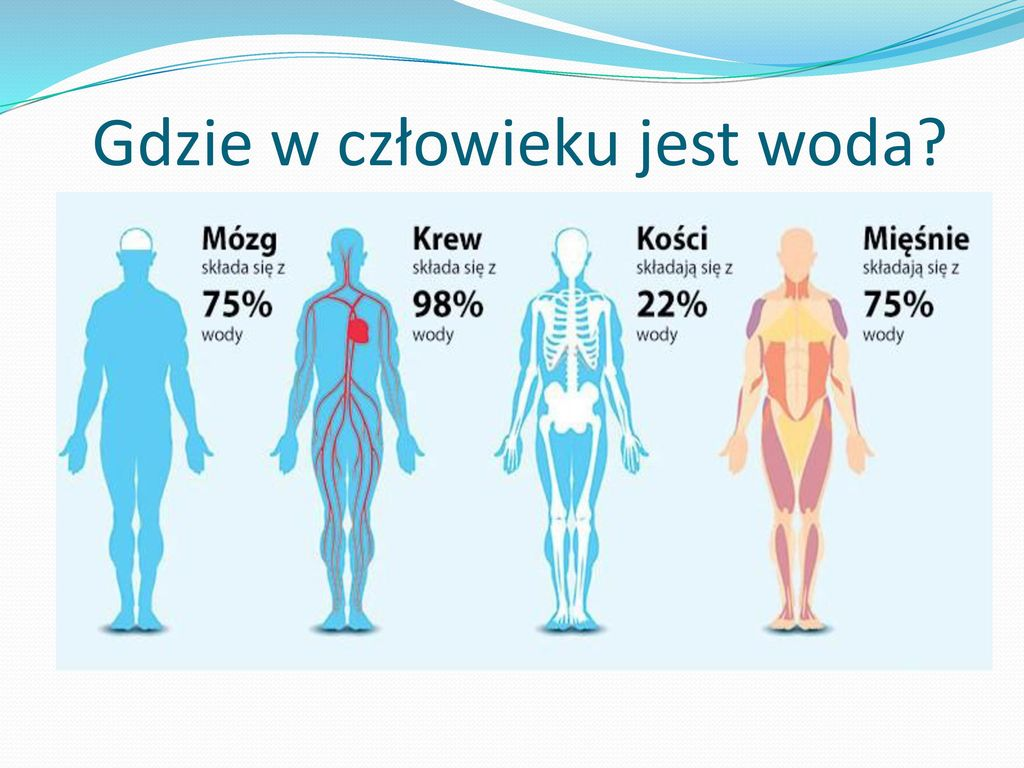 Gdzie w człowieku jest woda?
Mózg
składa się z
75%
wody
Krew
składa się z
98%
wody
Kości
składają się z
22%
wody
Mięśnie
składają się z
75%
wody